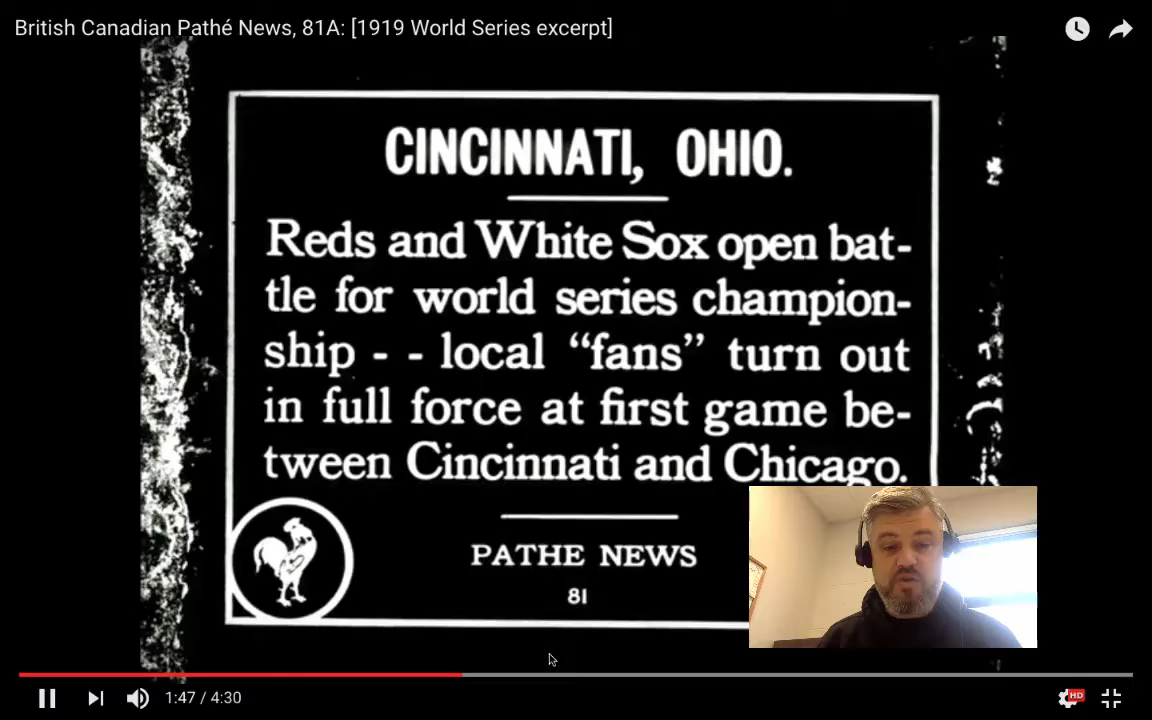 British Canadian Pathé News, 81A: [1919 World Series excerpt]
CINCINNATI, OHIO.
Reds and White Sox open bat-
tle for world series champion-
ship - - local “fans” turn out
in full force at first game be-
tween Cincinnati and Chicago.
PATHE NEWS
81
1:47 / 4:30
HD